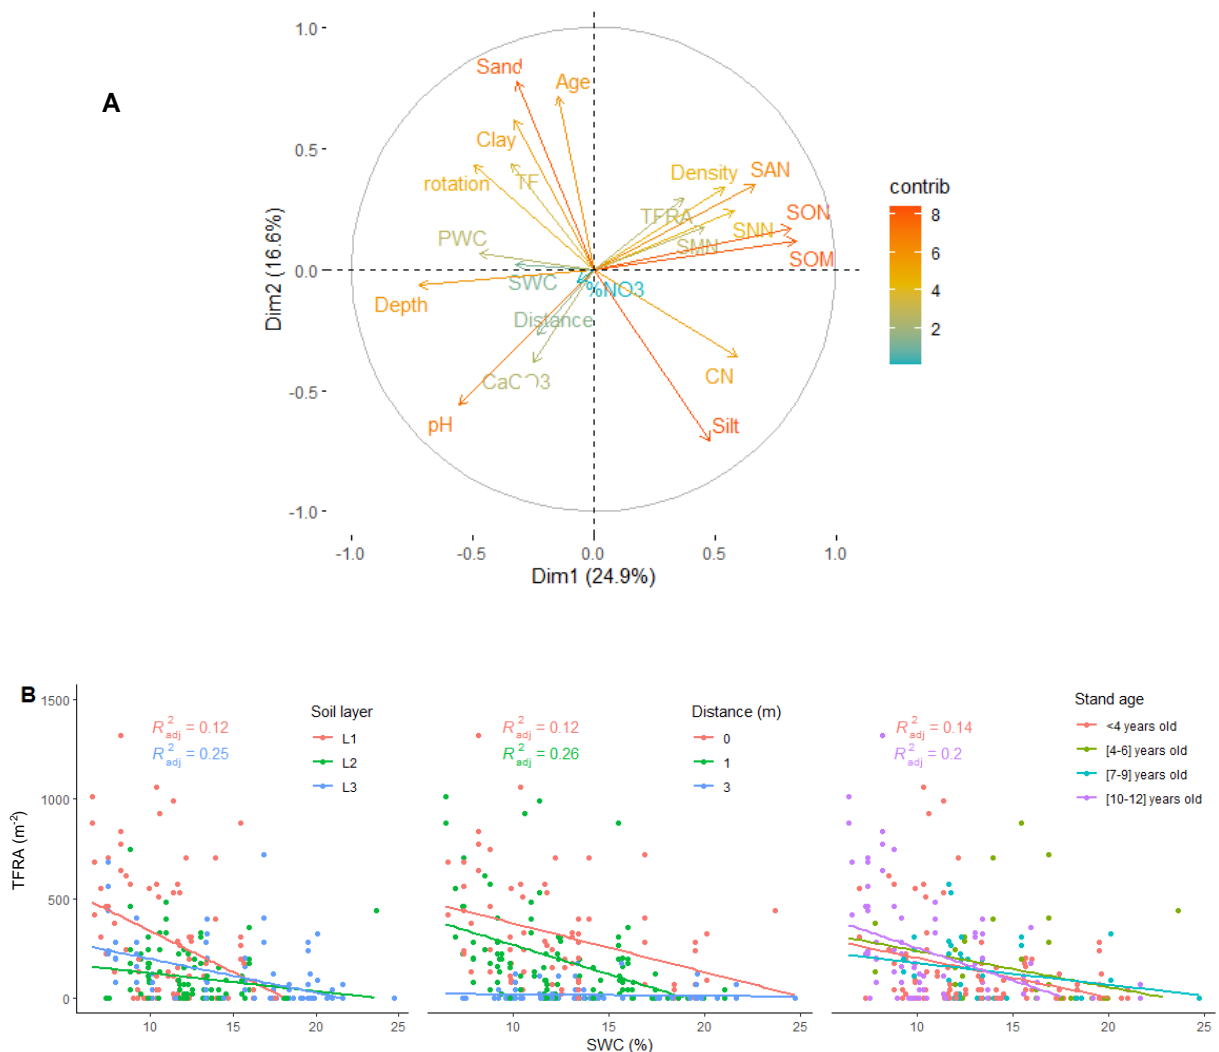 A
1.0
0.5
0.0
-0.5
-1.0
Dim2 (16.6%)
-1.0 -0.5 0.0 0.5 1.0
Dim1 (24.9%)
Sand
Age
Clay
TF
rotation
PWC
SWC
Depth
Distance
CaCO3
pH
%NO3
Density
SAN
TFRA
SON
SNN
SMN
SOM
CN
Silt
contrib
8
6
4
2
B
1500
1000
500
0
TFRA (m⁻²)
R²adj = 0.12
R²adj = 0.25
Soil layer
L1
L2
L3
10 15 20 25
R²adj = 0.12
R²adj = 0.26
Distance (m)
0
1
3
10 15 20 25
SWC (%)
R²adj = 0.14
R²adj = 0.2
Stand age
<4 years old
[4-6] years old
[7-9] years old
[10-12] years old
10 15 20 25